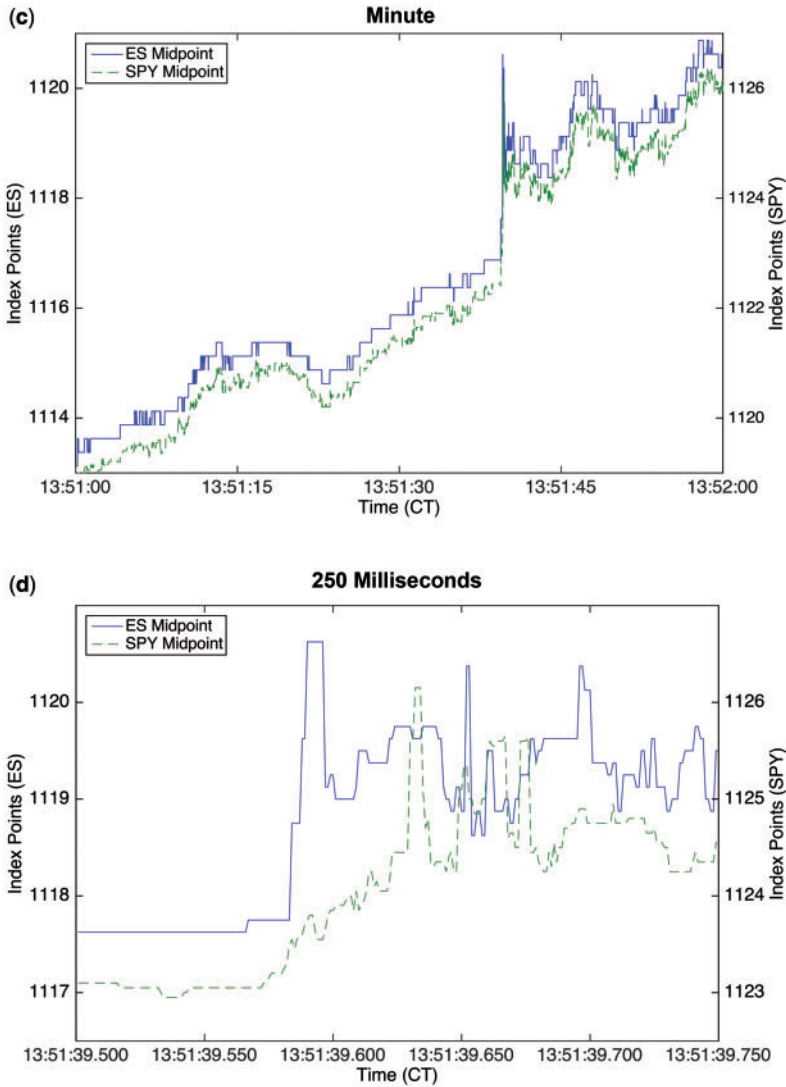 (c)
Minute
ES Midpoint
SPY Midpoint
1120
1118
1116
1114
Index Points (ES)
1126
1124
1122
1120
Index Points (SPY)
13:51:00
13:51:15
13:51:30
13:51:45
13:52:00
Time (CT)
(d)
250 Milliseconds
ES Midpoint
SPY Midpoint
1120
1119
1118
1117
Index Points (ES)
1126
1125
1124
1123
Index Points (SPY)
13:51:39.500
13:51:39.550
13:51:39.600
13:51:39.650
13:51:39.700
13:51:39.750
Time (CT)